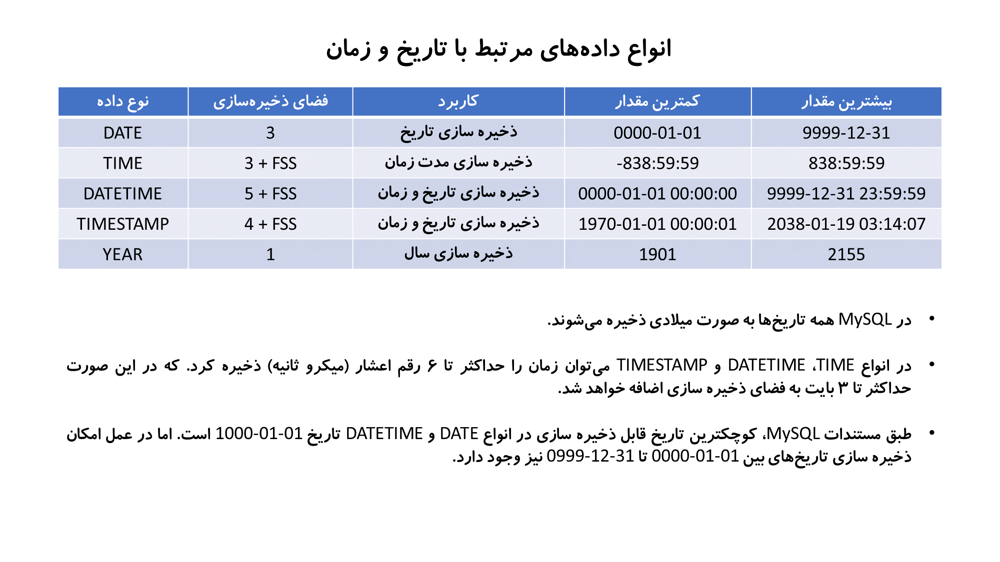 انواع داده‌های مرتبط با تاریخ و زمان
نوع داده فضای ذخیره‌سازی کاربرد کمترین مقدار بیشترین مقدار
DATE 3 ذخیره سازی تاریخ 0000-01-01 9999-12-31
TIME 3 + FSS ذخیره سازی مدت زمان -838:59:59 838:59:59
DATETIME 5 + FSS ذخیره سازی تاریخ و زمان 0000-01-01 00:00:00 9999-12-31 23:59:59
TIMESTAMP 4 + FSS ذخیره سازی تاریخ و زمان 1970-01-01 00:00:01 2038-01-19 03:14:07
YEAR 1 ذخیره سازی سال 1901 2155
• در MySQL همه تاریخ‌ها به صورت میلادی ذخیره می‌شوند.
• در انواع TIME، DATETIME و TIMESTAMP می‌توان زمان را حداکثر تا ۶ رقم اعشار (میکرو ثانیه) ذخیره کرد. که در این صورت
حداکثر تا ۳ بایت به فضای ذخیره سازی اضافه خواهد شد.
• طبق مستندات MySQL، کوچکترین تاریخ قابل ذخیره سازی در انواع DATE و DATETIME تاریخ 1000-01-01 است. اما در عمل امکان
ذخیره سازی تاریخ‌های بین 0000-01-01 تا 0999-12-31 نیز وجود دارد.